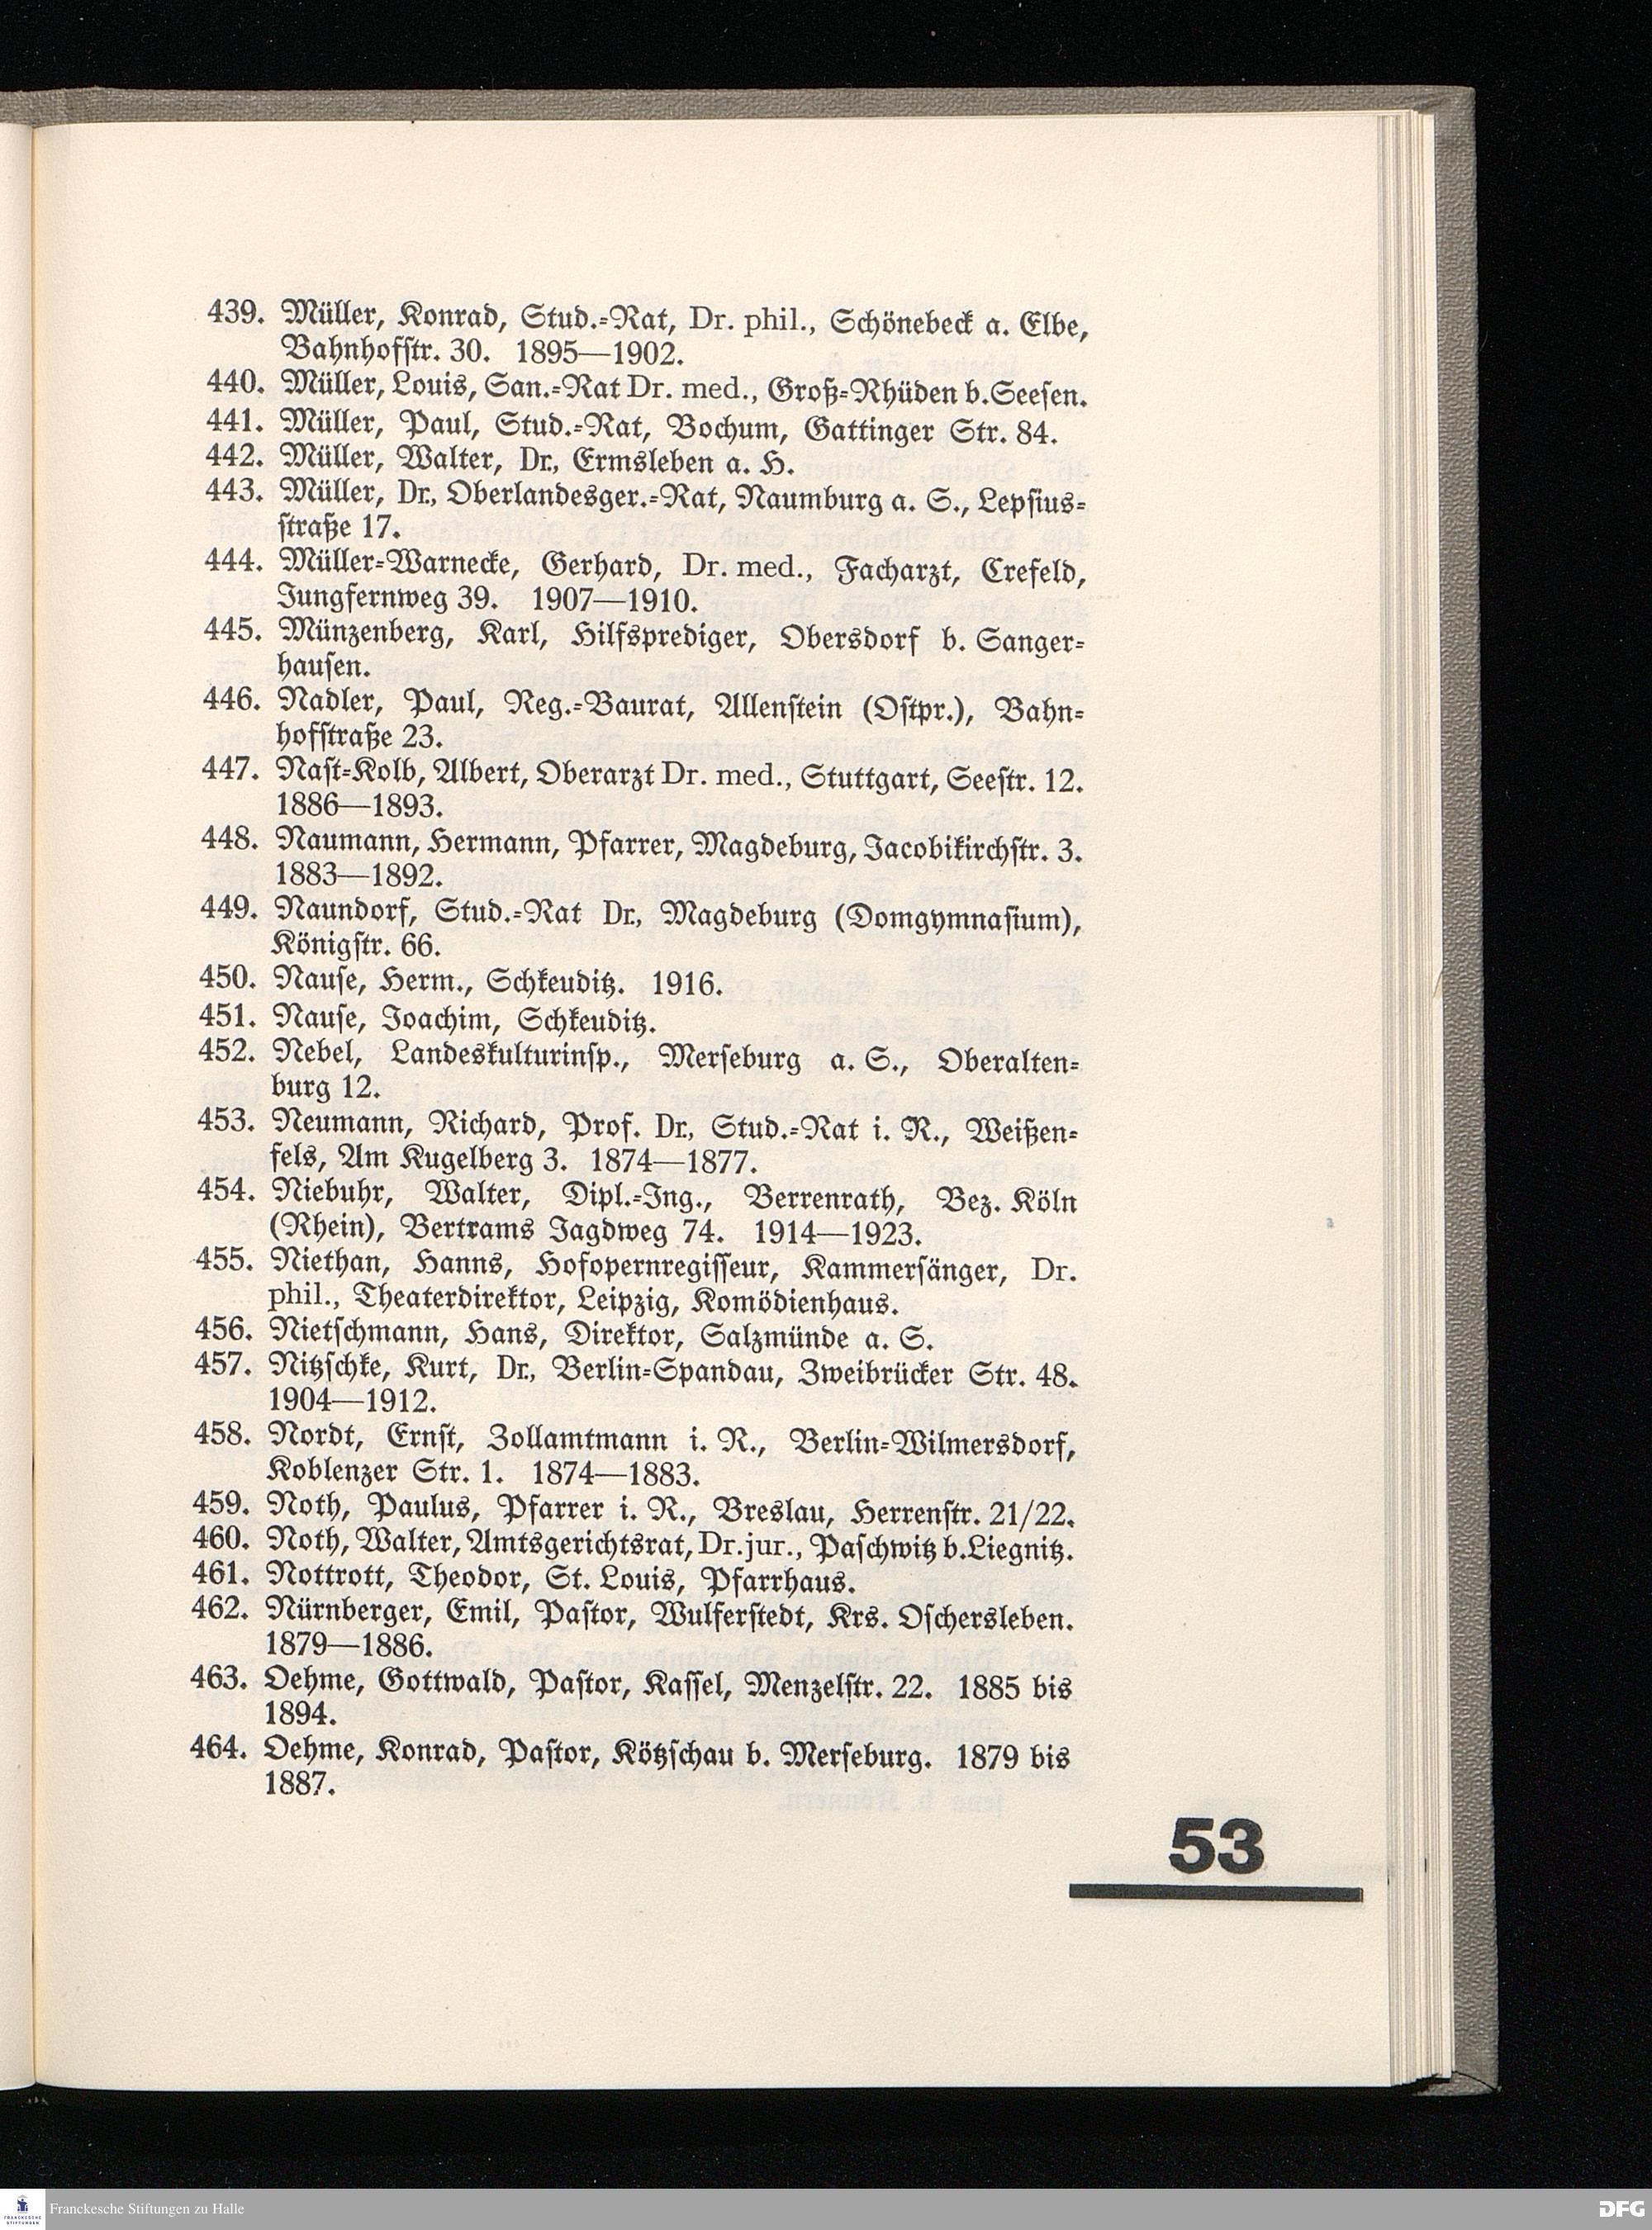 439. Müller, Konrad, Stud.-Rat, Dr. phil., Schönebeck a. Elbe,
Bahnhofstr. 30. 1895—1902.
440. Müller, Louis, San.-Rat Dr. med., Groß-Rhüden b. Seesen.
441. Müller, Paul, Stud.-Rat, Bochum, Gattinger Str. 84.
442. Müller, Walter, Dr., Ermsleben a. H.
443. Müller, Dr., Oberlandesger.-Rat, Naumburg a. S., Lepsius-
straße 17.
444. Müller-Warnecke, Gerhard, Dr. med., Facharzt, Crefeld,
Jungfernweg 39. 1907—1910.
445. Münzenberg, Karl, Hilfsprediger, Obersdorf b. Sanger-
hausen.
446. Nadler, Paul, Reg.-Baurat, Allenstein (Ostpr.), Bahn-
hofstraße 23.
447. Nast-Kolb, Albert, Oberarzt Dr. med., Stuttgart, Seestr. 12.
1886—1893.
448. Naumann, Hermann, Pfarrer, Magdeburg, Jacobikirchstr. 3.
1883—1892.
449. Naundorf, Stud.-Rat Dr., Magdeburg (Domgymnasium),
Königstr. 66.
450. Nause, Herm., Schkeuditz. 1916.
451. Nause, Joachim, Schkeuditz.
452. Nebel, Landeskulturinsp., Merseburg a. S., Oberalten-
burg 12.
453. Neumann, Richard, Prof. Dr., Stud.-Rat i. R., Weißen-
fels, Am Kugelberg 3. 1874—1877.
454. Niebuhr, Walter, Dipl.-Ing., Berrenrath, Bez. Köln
(Rhein), Bertrams Jagdweg 74. 1914—1923.
455. Niethan, Hanns, Hofopernregisseur, Kammersänger, Dr.
phil., Theaterdirektor, Leipzig, Komödienhaus.
456. Nietschmann, Hans, Direktor, Salzmünde a. S.
457. Nitzschke, Kurt, Dr., Berlin-Spandau, Zweibrücker Str. 48.
1904—1912.
458. Nordt, Ernst, Zollamtmann i. R., Berlin-Wilmersdorf,
Koblenzer Str. 1. 1874—1883.
459. Noth, Paulus, Pfarrer i. R., Breslau, Herrenstr. 21/22.
460. Noth, Walter, Amtsgerichtsrat, Dr. jur., Paschwitz b. Liegnitz.
461. Nottrott, Theodor, St. Louis, Pfarrhaus.
462. Nürnberger, Emil, Pastor, Wulferstedt, Krs. Oschersleben.
1879—1886.
463. Oehme, Gottwald, Pastor, Kassel, Menzelstr. 22. 1885 bis
1894.
464. Oehme, Konrad, Pastor, Kötzschau b. Merseburg. 1879 bis
1887.
53
Franckesche Stiftungen zu Halle
DFG